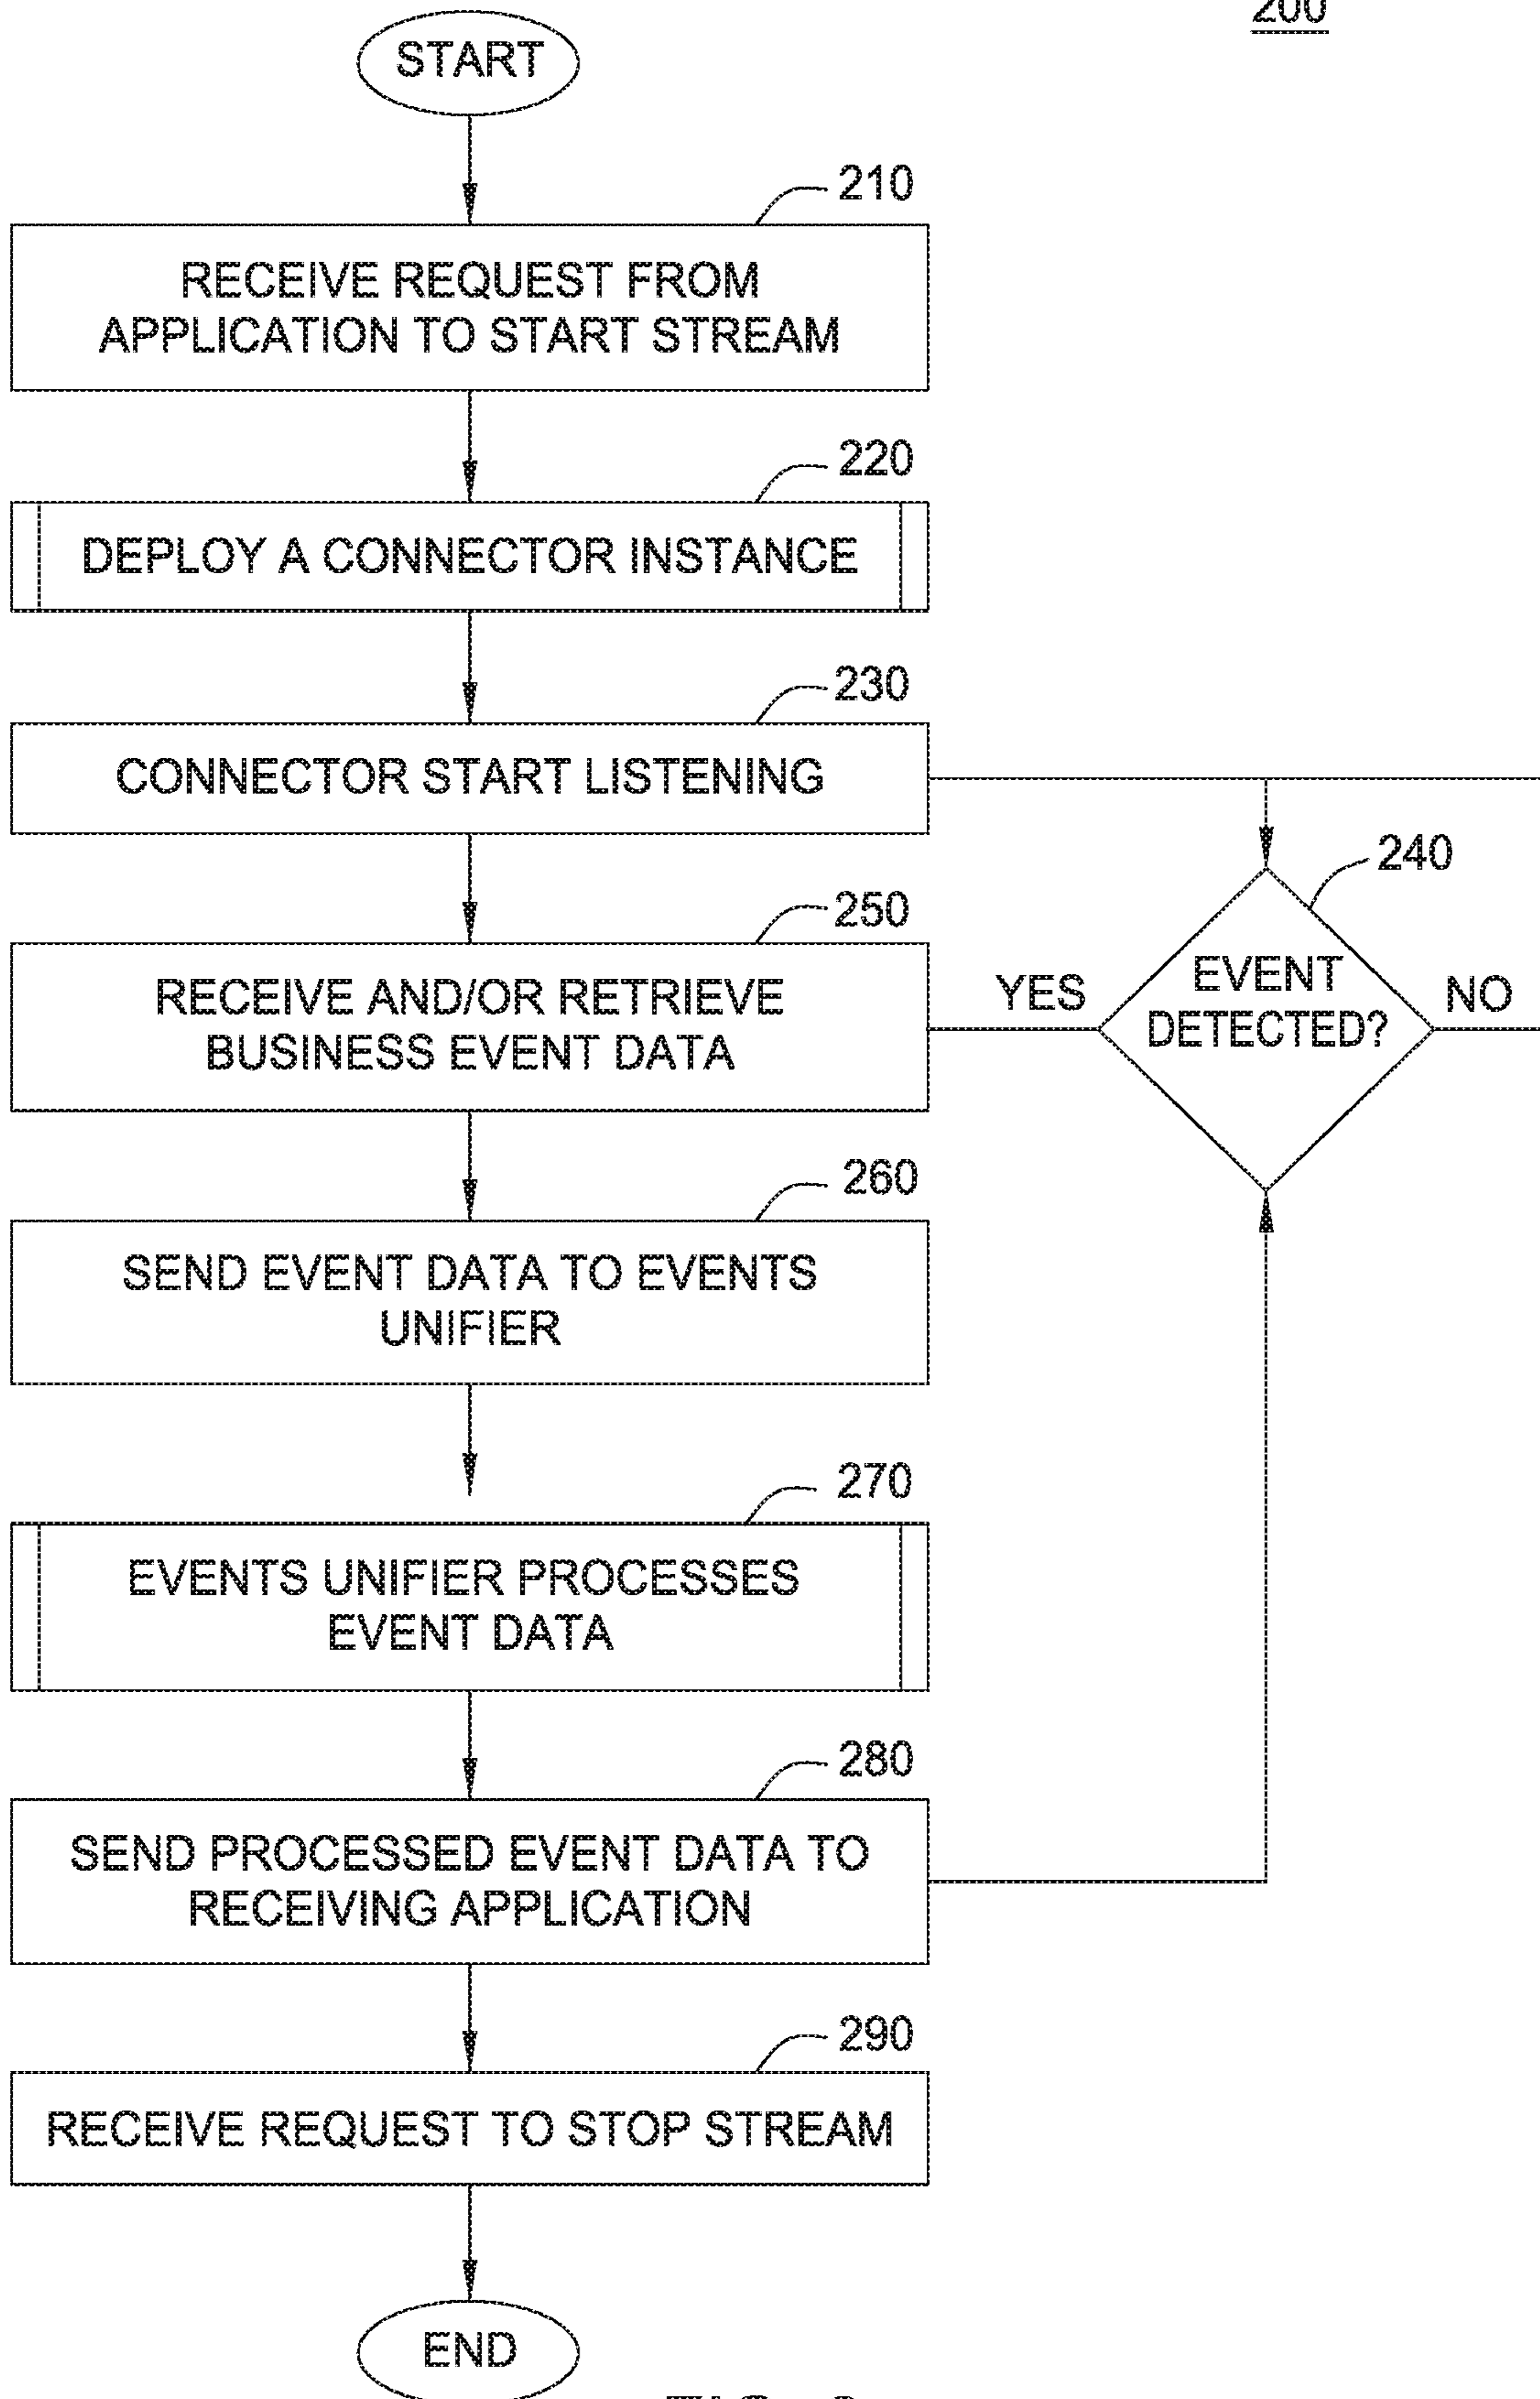 200
START
210
RECEIVE REQUEST FROM
APPLICATION TO START STREAM
220
DEPLOY A CONNECTOR INSTANCE
230
CONNECTOR START LISTENING
240
EVENT
DETECTED?
YES
NO
250
RECEIVE AND/OR RETRIEVE
BUSINESS EVENT DATA
260
SEND EVENT DATA TO EVENTS
UNIFIER
270
EVENTS UNIFIER PROCESSES
EVENT DATA
280
SEND PROCESSED EVENT DATA TO
RECEIVING APPLICATION
290
RECEIVE REQUEST TO STOP STREAM
END